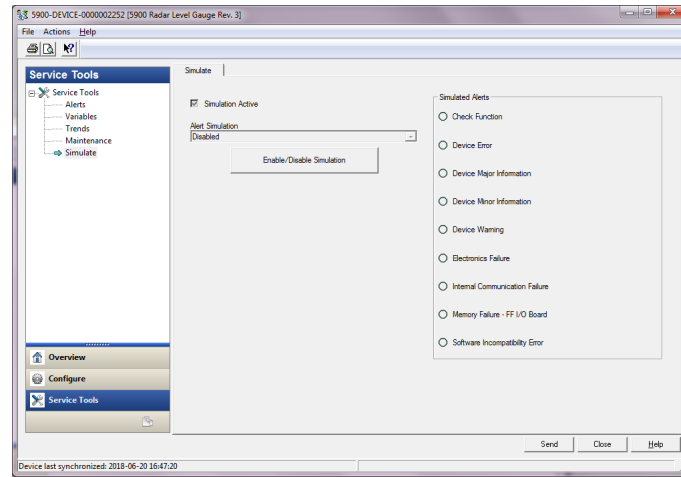 5900-DEVICE-0000002252 [5900 Radar Level Gauge Rev. 3]
File Actions Help
Service Tools
Service Tools
Alerts
Variables
Trends
Maintenance
Simulate
Overview
Configure
Service Tools
Simulate
Simulation Active
Alert Simulation
Disabled
Enable/Disable Simulation
Simulated Alerts
Check Function
Device Error
Device Major Information
Device Minor Information
Device Warning
Electronics Failure
Internal Communication Failure
Memory Failure - FF I/O Board
Software Incompatibility Error
Send Close Help
Device last synchronized: 2018-06-20 16:47:20